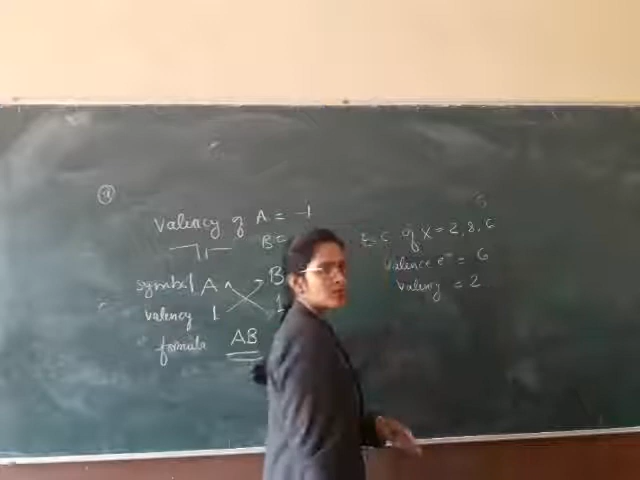 Valency of A = -1
B =
symbol A B
valency 1 1
formula AB
E.C of X = 2, 8, 6
Valence e⁻ = 6
Valency = 2